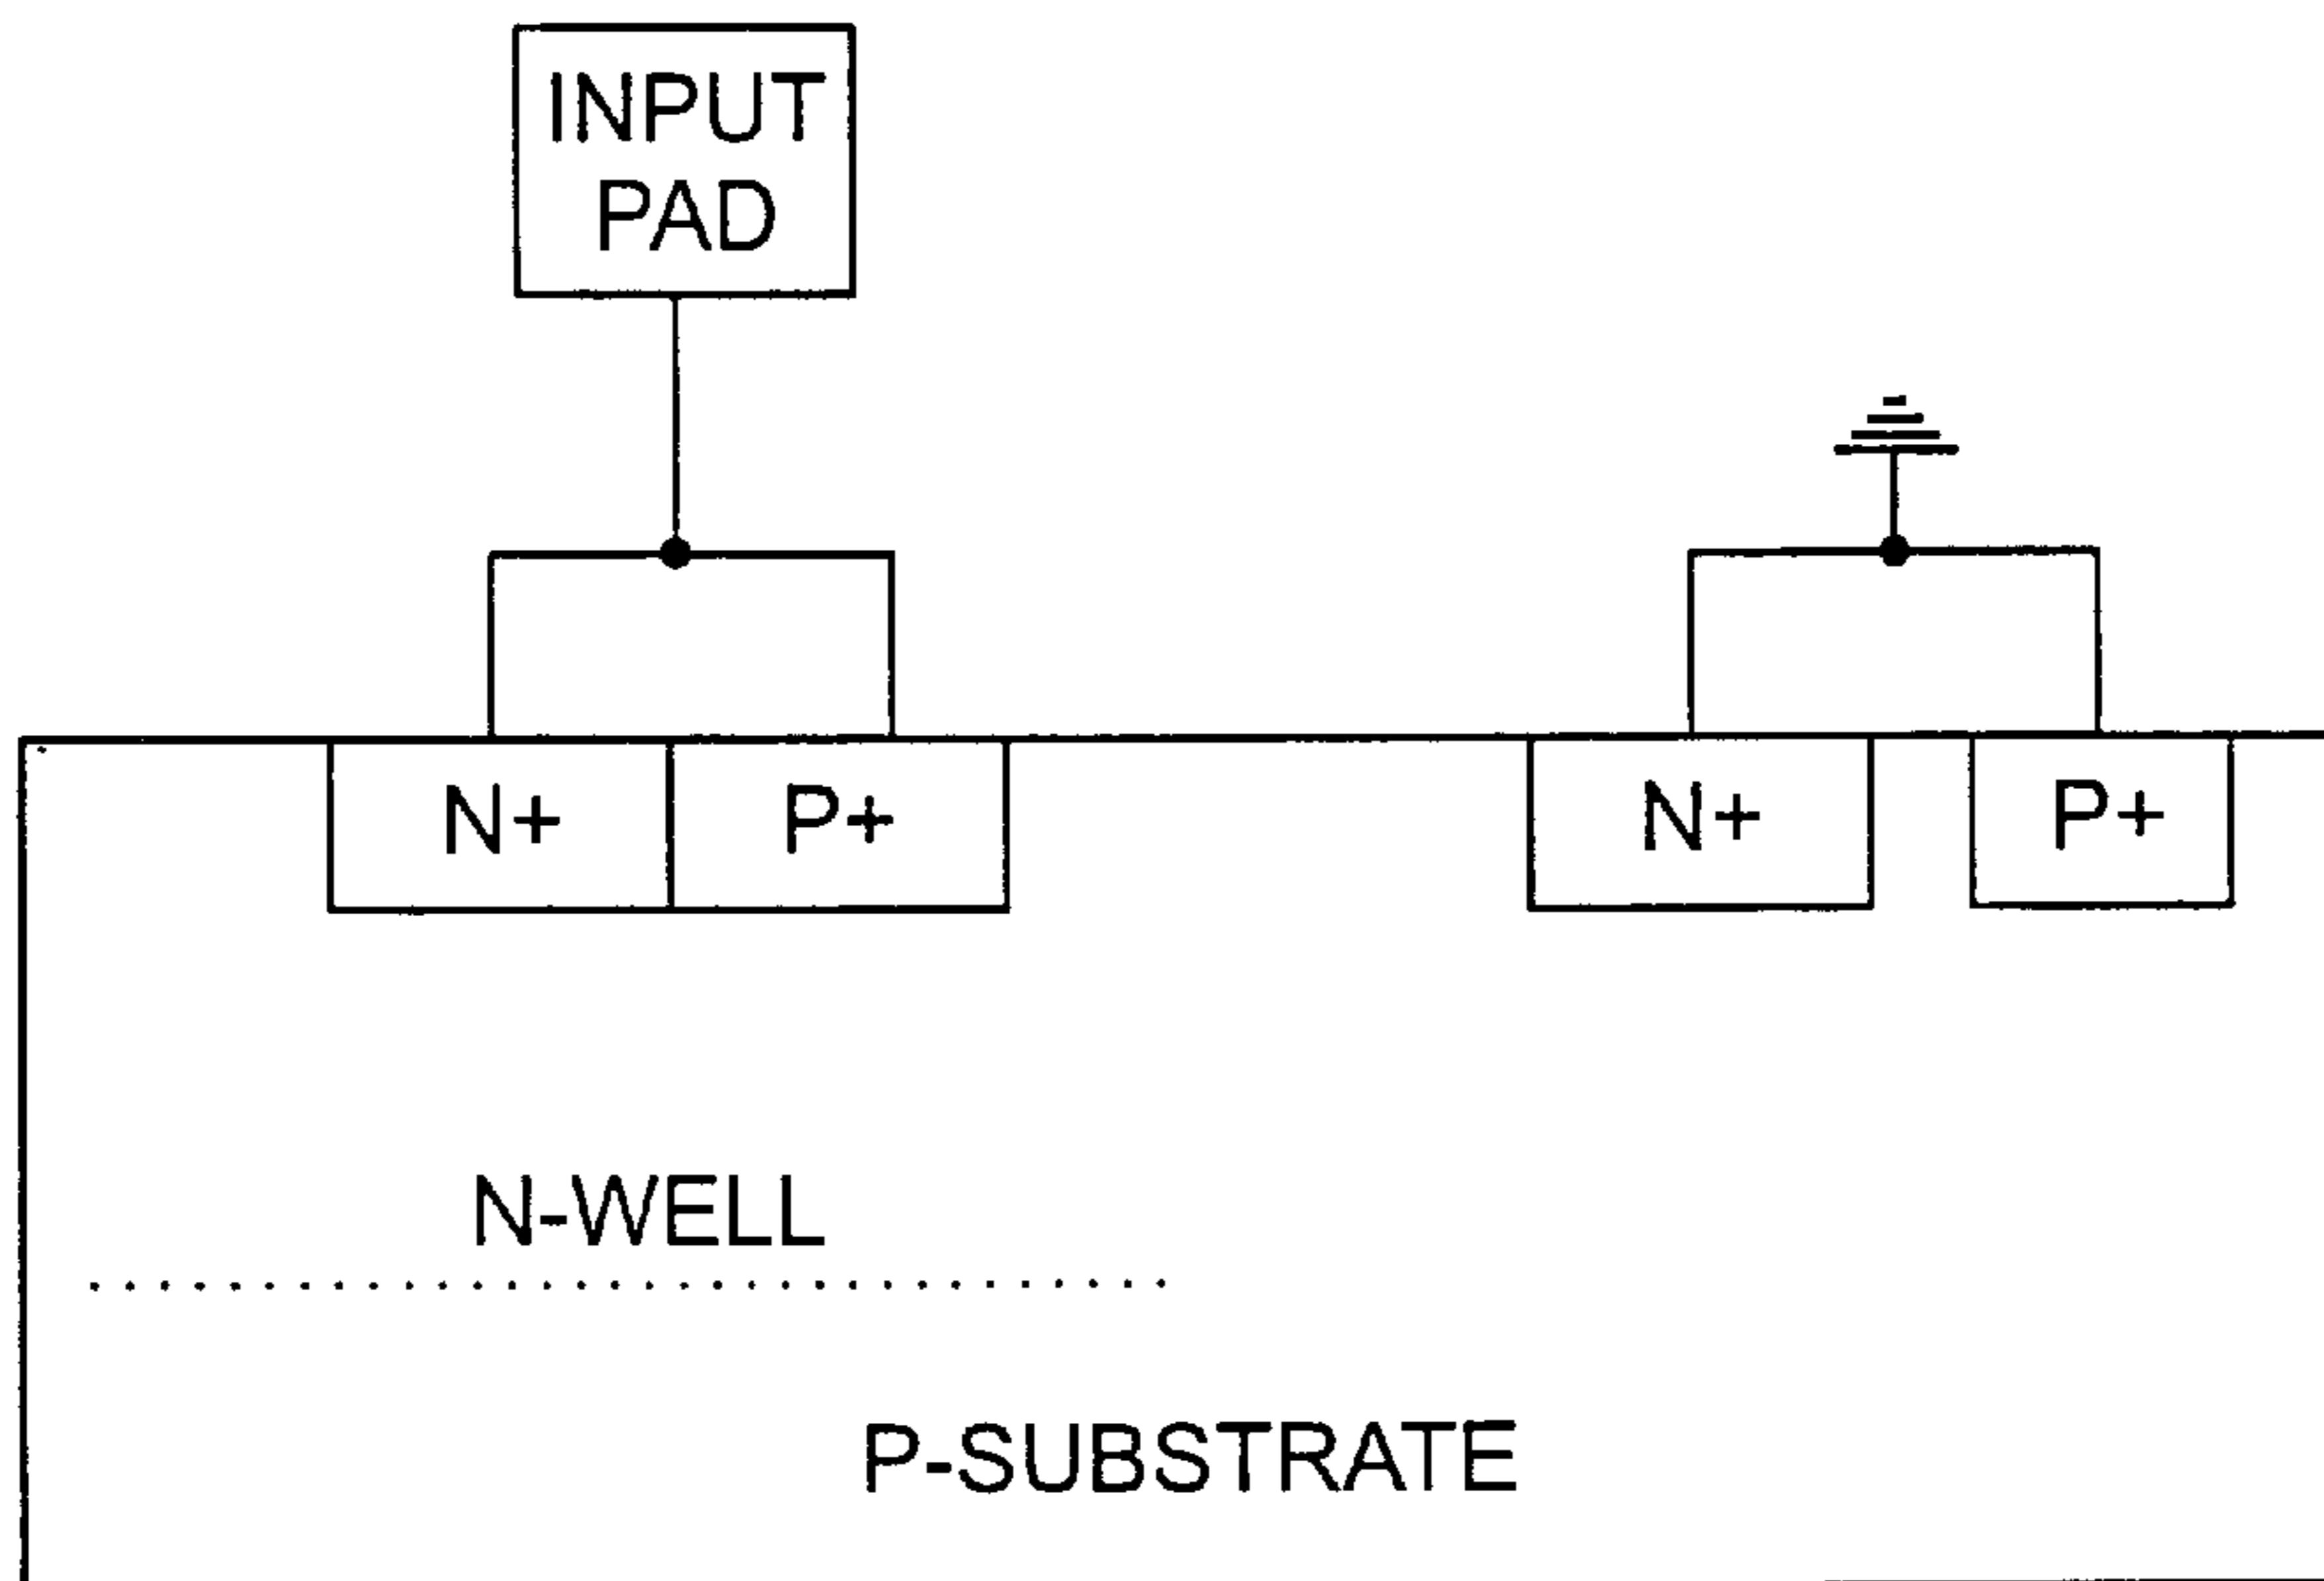 INPUT
PAD
N+
P+
N+
P+
N-WELL
P-SUBSTRATE